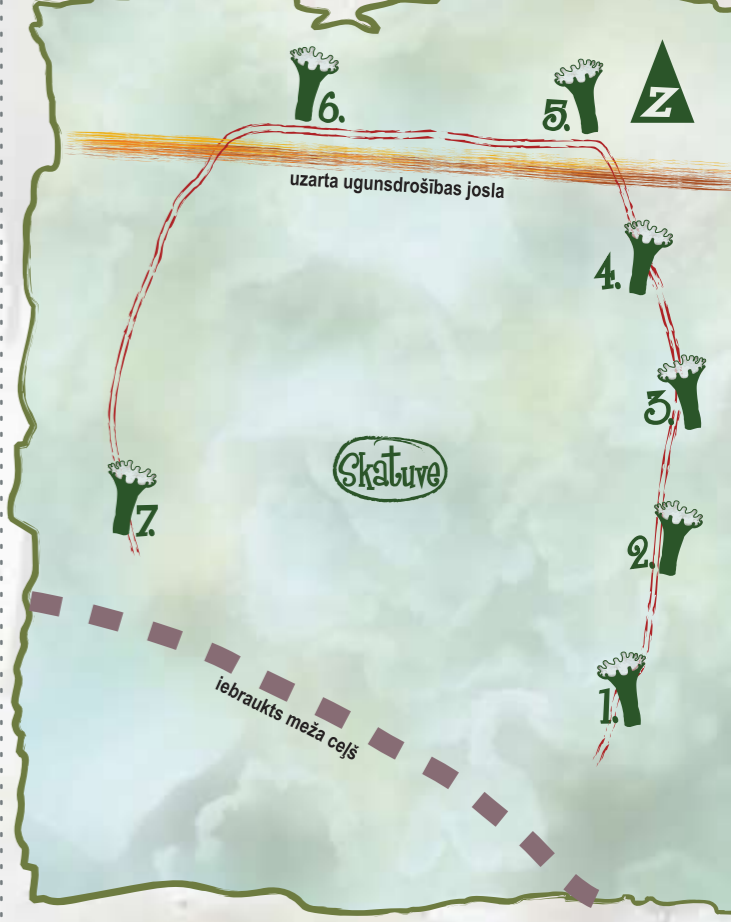 6.
5.
Z
uzarta ugunsdrošības josla
4.
3.
Skatuve
7.
2.
1.
iebraukts meža ceļš